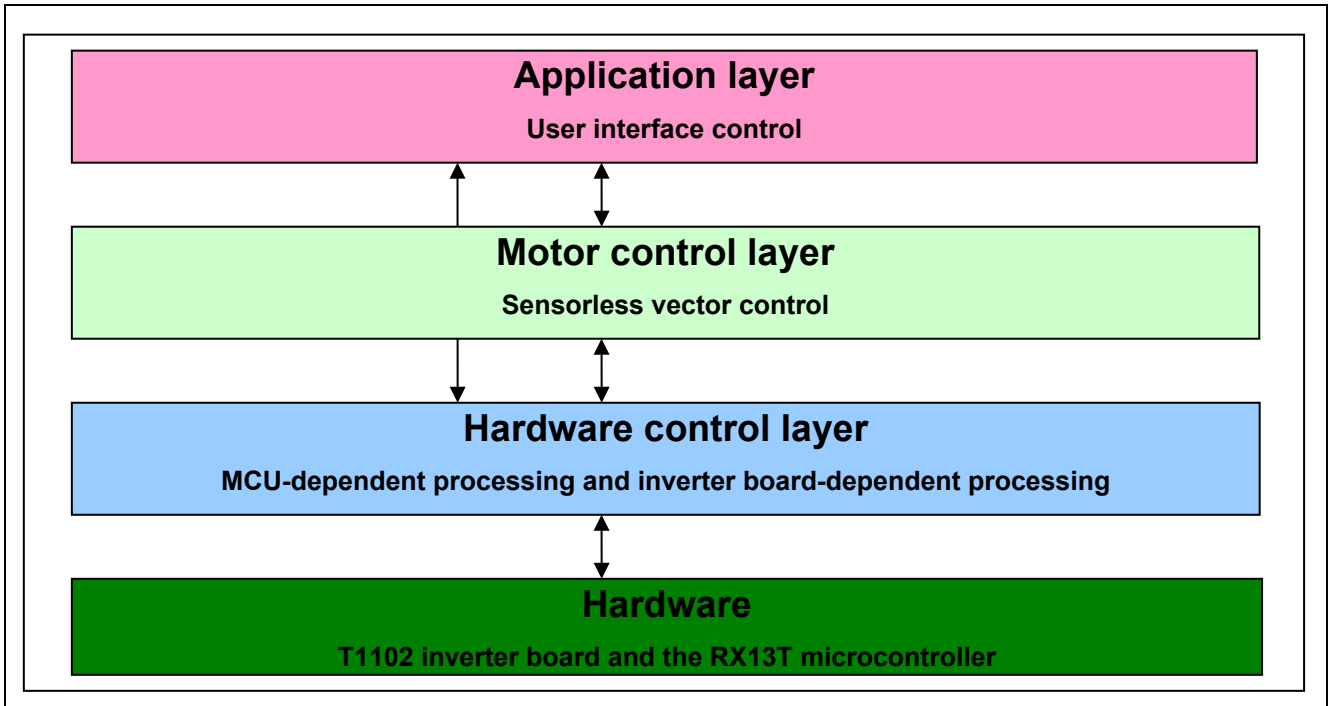 Application layer
User interface control
Motor control layer
Sensorless vector control
Hardware control layer
MCU-dependent processing and inverter board-dependent processing
Hardware
T1102 inverter board and the RX13T microcontroller